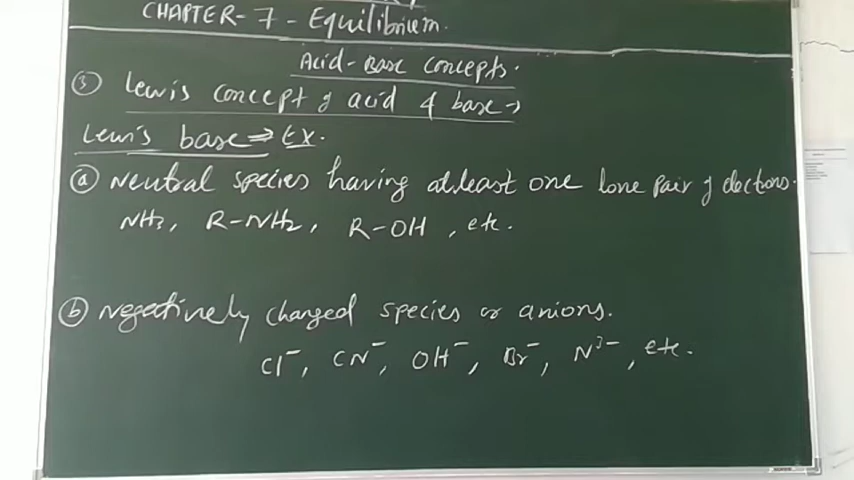 CHAPTER-7-Equilibrium.
Acid-Base Concepts.
③ Lewis concept of acid & base→
Lewis base ⇒ Ex.
ⓐ Neutral species having atleast one lone pair of electrons.
NH₃, R-NH₂, R-OH, etc.
ⓑ Negatively charged species or anions.
Cl⁻, CN⁻, OH⁻, Br⁻, N³⁻, etc.